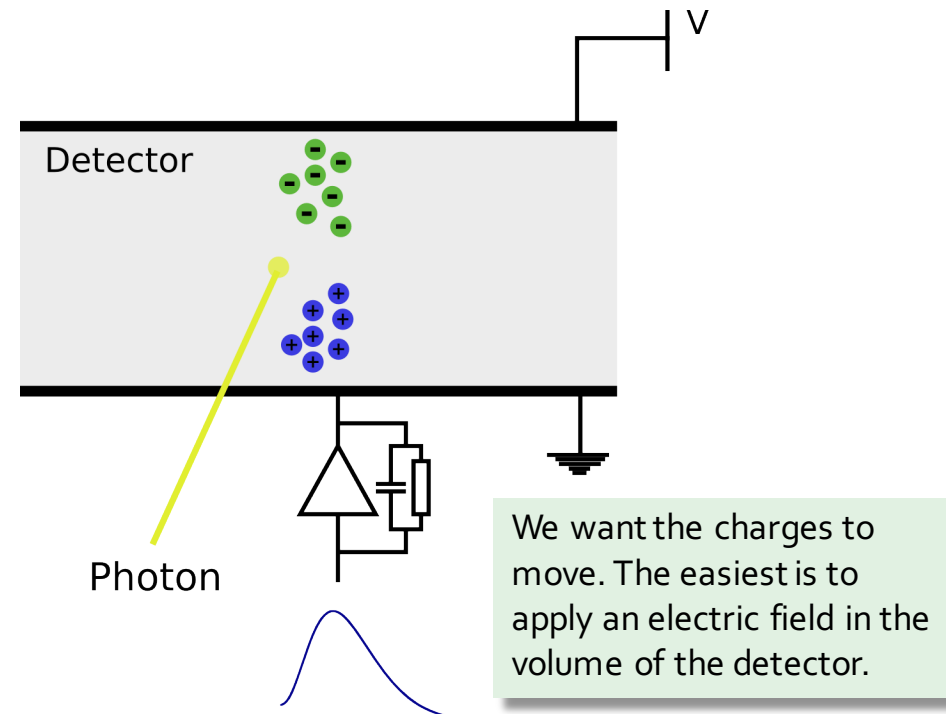 V
Detector
Photon
We want the charges to
move. The easiest is to
apply an electric field in the
volume of the detector.